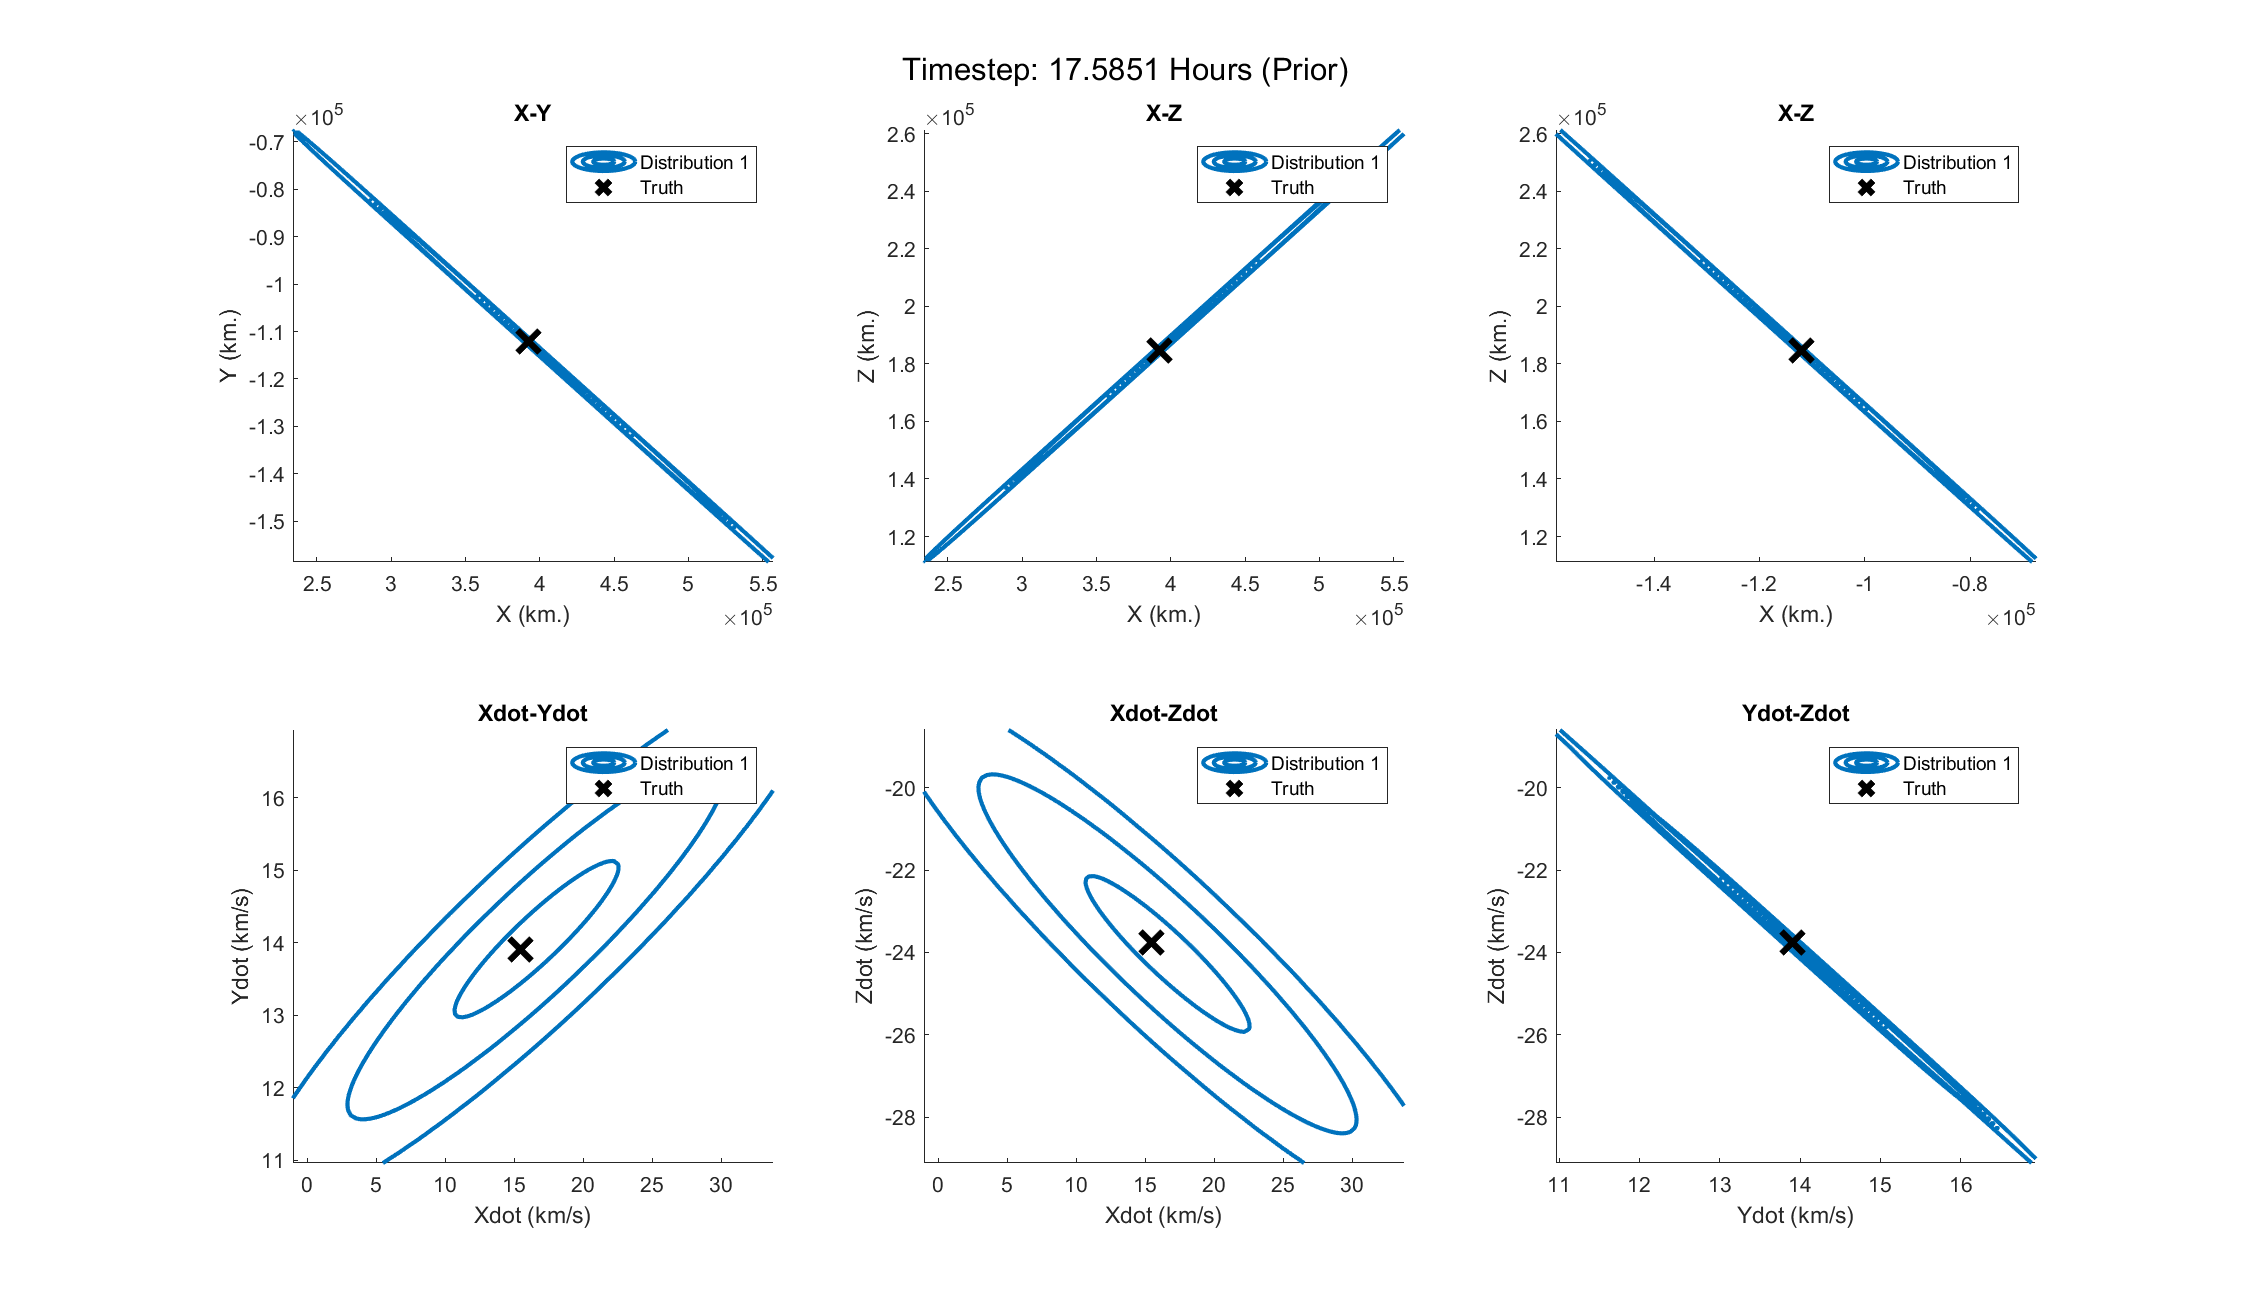 Timestep: 17.5851 Hours (Prior)
X-Y
×10^5
-0.7
-0.8
-0.9
-1
-1.1
-1.2
-1.3
-1.4
-1.5
Y (km.)
2.5 3 3.5 4 4.5 5 5.5
X (km.)
×10^5
Distribution 1
Truth
X-Z
×10^5
2.6
2.4
2.2
2
1.8
1.6
1.4
1.2
Z (km.)
2.5 3 3.5 4 4.5 5 5.5
X (km.)
×10^5
Distribution 1
Truth
X-Z
×10^5
2.6
2.4
2.2
2
1.8
1.6
1.4
1.2
Z (km.)
-1.4 -1.2 -1 -0.8
X (km.)
×10^5
Distribution 1
Truth
Xdot-Ydot
16
15
14
13
12
11
Ydot (km/s)
0 5 10 15 20 25 30
Xdot (km/s)
Distribution 1
Truth
Xdot-Zdot
-20
-22
-24
-26
-28
Zdot (km/s)
0 5 10 15 20 25 30
Xdot (km/s)
Distribution 1
Truth
Ydot-Zdot
-20
-22
-24
-26
-28
Zdot (km/s)
11 12 13 14 15 16
Ydot (km/s)
Distribution 1
Truth